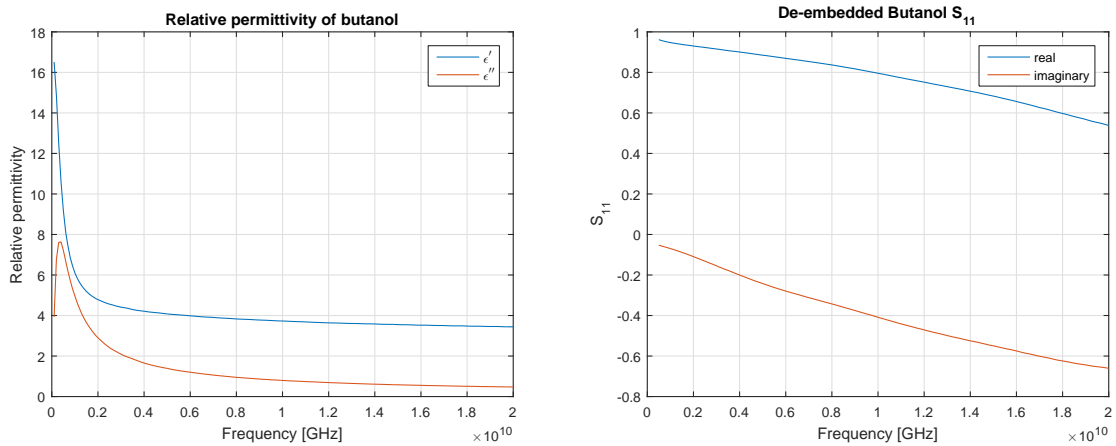 Relative permittivity of butanol
18
16
14
12
10
8
6
4
2
0
Relative permittivity
ϵ′
ϵ′′
0 0.2 0.4 0.6 0.8 1 1.2 1.4 1.6 1.8 2
Frequency [GHz]
× 10^10
De-embedded Butanol S_11
1
0.8
0.6
0.4
0.2
0
-0.2
-0.4
-0.6
-0.8
S_11
real
imaginary
0 0.2 0.4 0.6 0.8 1 1.2 1.4 1.6 1.8 2
Frequency [GHz]
× 10^10